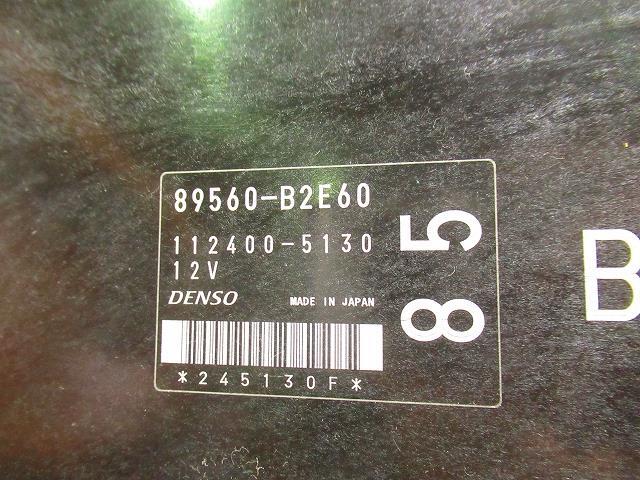 89560-B2E60
112400-5130
12V
DENSO MADE IN JAPAN
*245130F*
85
B